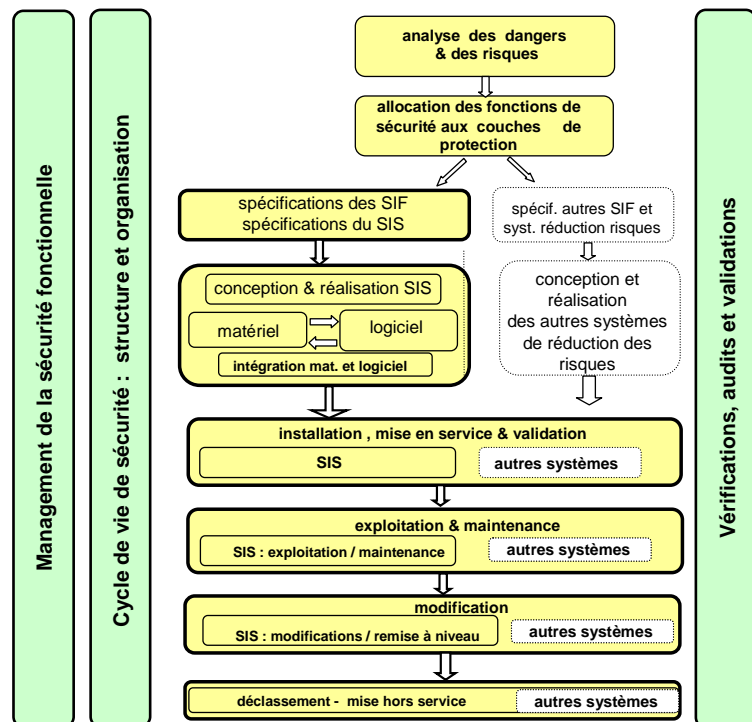 Management de la sécurité fonctionnelle
Cycle de vie de sécurité : structure et organisation
analyse des dangers
& des risques
allocation des fonctions de
sécurité aux couches de
protection
spécifications des SIF
spécifications du SIS
spécif. autres SIF et
syst. réduction risques
conception & réalisation SIS
matériel
logiciel
intégration mat. et logiciel
conception et
réalisation
des autres systèmes
de réduction des
risques
installation , mise en service & validation
SIS
autres systèmes
exploitation & maintenance
SIS : exploitation / maintenance
autres systèmes
modification
SIS : modifications / remise à niveau
autres systèmes
déclassement - mise hors service
autres systèmes
Vérifications, audits et validations